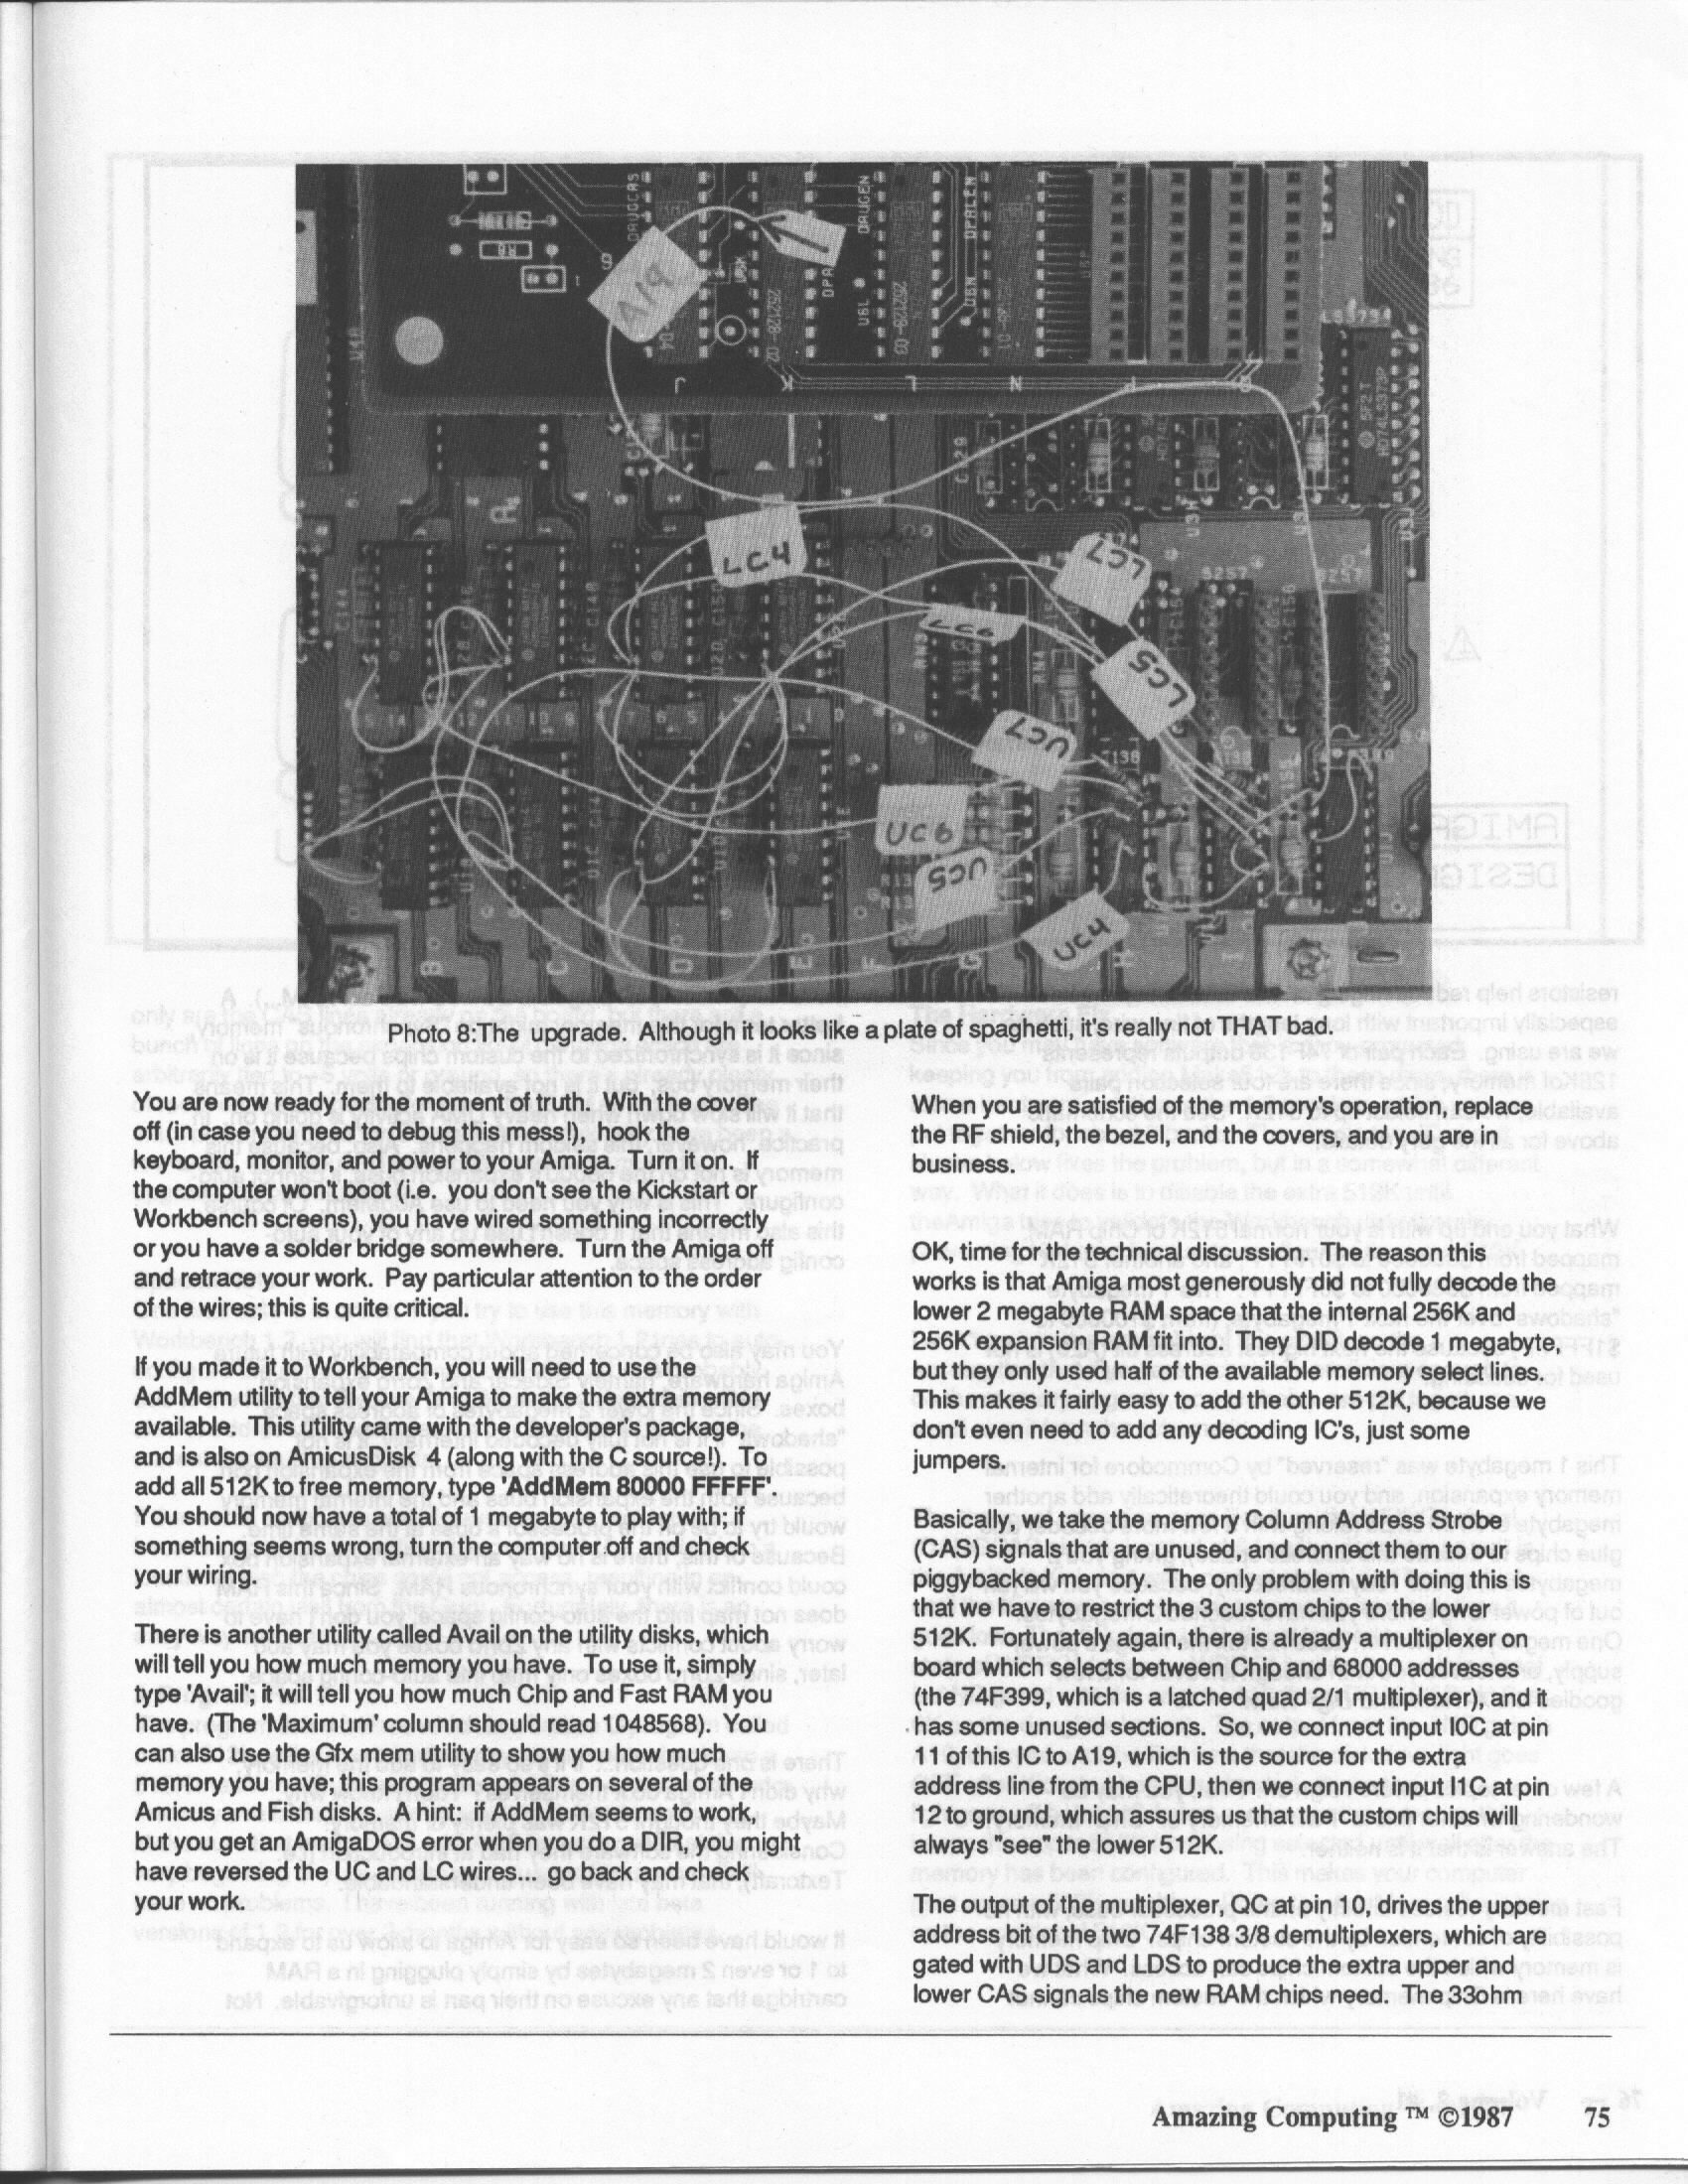 A19
LC4
LC7
LC6
LC5
UC7
UC6
UC5
UC4
Photo 8:The upgrade. Although it looks like a plate of spaghetti, it's really not THAT bad.
You are now ready for the moment of truth. With the cover
off (in case you need to debug this mess!), hook the
keyboard, monitor, and power to your Amiga. Turn it on. If
the computer won't boot (i.e. you don't see the Kickstart or
Workbench screens), you have wired something incorrectly
or you have a solder bridge somewhere. Turn the Amiga off
and retrace your work. Pay particular attention to the order
of the wires; this is quite critical.
If you made it to Workbench, you will need to use the
AddMem utility to tell your Amiga to make the extra memory
available. This utility came with the developer's package,
and is also on AmicusDisk 4 (along with the C source!). To
add all 512K to free memory, type 'AddMem 80000 FFFFF'.
You should now have a total of 1 megabyte to play with; if
something seems wrong, turn the computer off and check
your wiring.
There is another utility called Avail on the utility disks, which
will tell you how much memory you have. To use it, simply
type 'Avail'; it will tell you how much Chip and Fast RAM you
have. (The 'Maximum' column should read 1048568). You
can also use the Gfx mem utility to show you how much
memory you have; this program appears on several of the
Amicus and Fish disks. A hint: if AddMem seems to work,
but you get an AmigaDOS error when you do a DIR, you might
have reversed the UC and LC wires... go back and check
your work.
When you are satisfied of the memory's operation, replace
the RF shield, the bezel, and the covers, and you are in
business.
OK, time for the technical discussion. The reason this
works is that Amiga most generously did not fully decode the
lower 2 megabyte RAM space that the internal 256K and
256K expansion RAM fit into. They DID decode 1 megabyte,
but they only used half of the available memory select lines.
This makes it fairly easy to add the other 512K, because we
don't even need to add any decoding IC's, just some
jumpers.
Basically, we take the memory Column Address Strobe
(CAS) signals that are unused, and connect them to our
piggybacked memory. The only problem with doing this is
that we have to restrict the 3 custom chips to the lower
512K. Fortunately again, there is already a multiplexer on
board which selects between Chip and 68000 addresses
(the 74F399, which is a latched quad 2/1 multiplexer), and it
has some unused sections. So, we connect input I0C at pin
11 of this IC to A19, which is the source for the extra
address line from the CPU, then we connect input I1C at pin
12 to ground, which assures us that the custom chips will
always "see" the lower 512K.
The output of the multiplexer, QC at pin 10, drives the upper
address bit of the two 74F138 3/8 demultiplexers, which are
gated with UDS and LDS to produce the extra upper and
lower CAS signals the new RAM chips need. The 33ohm
Amazing Computing ™ ©1987 75